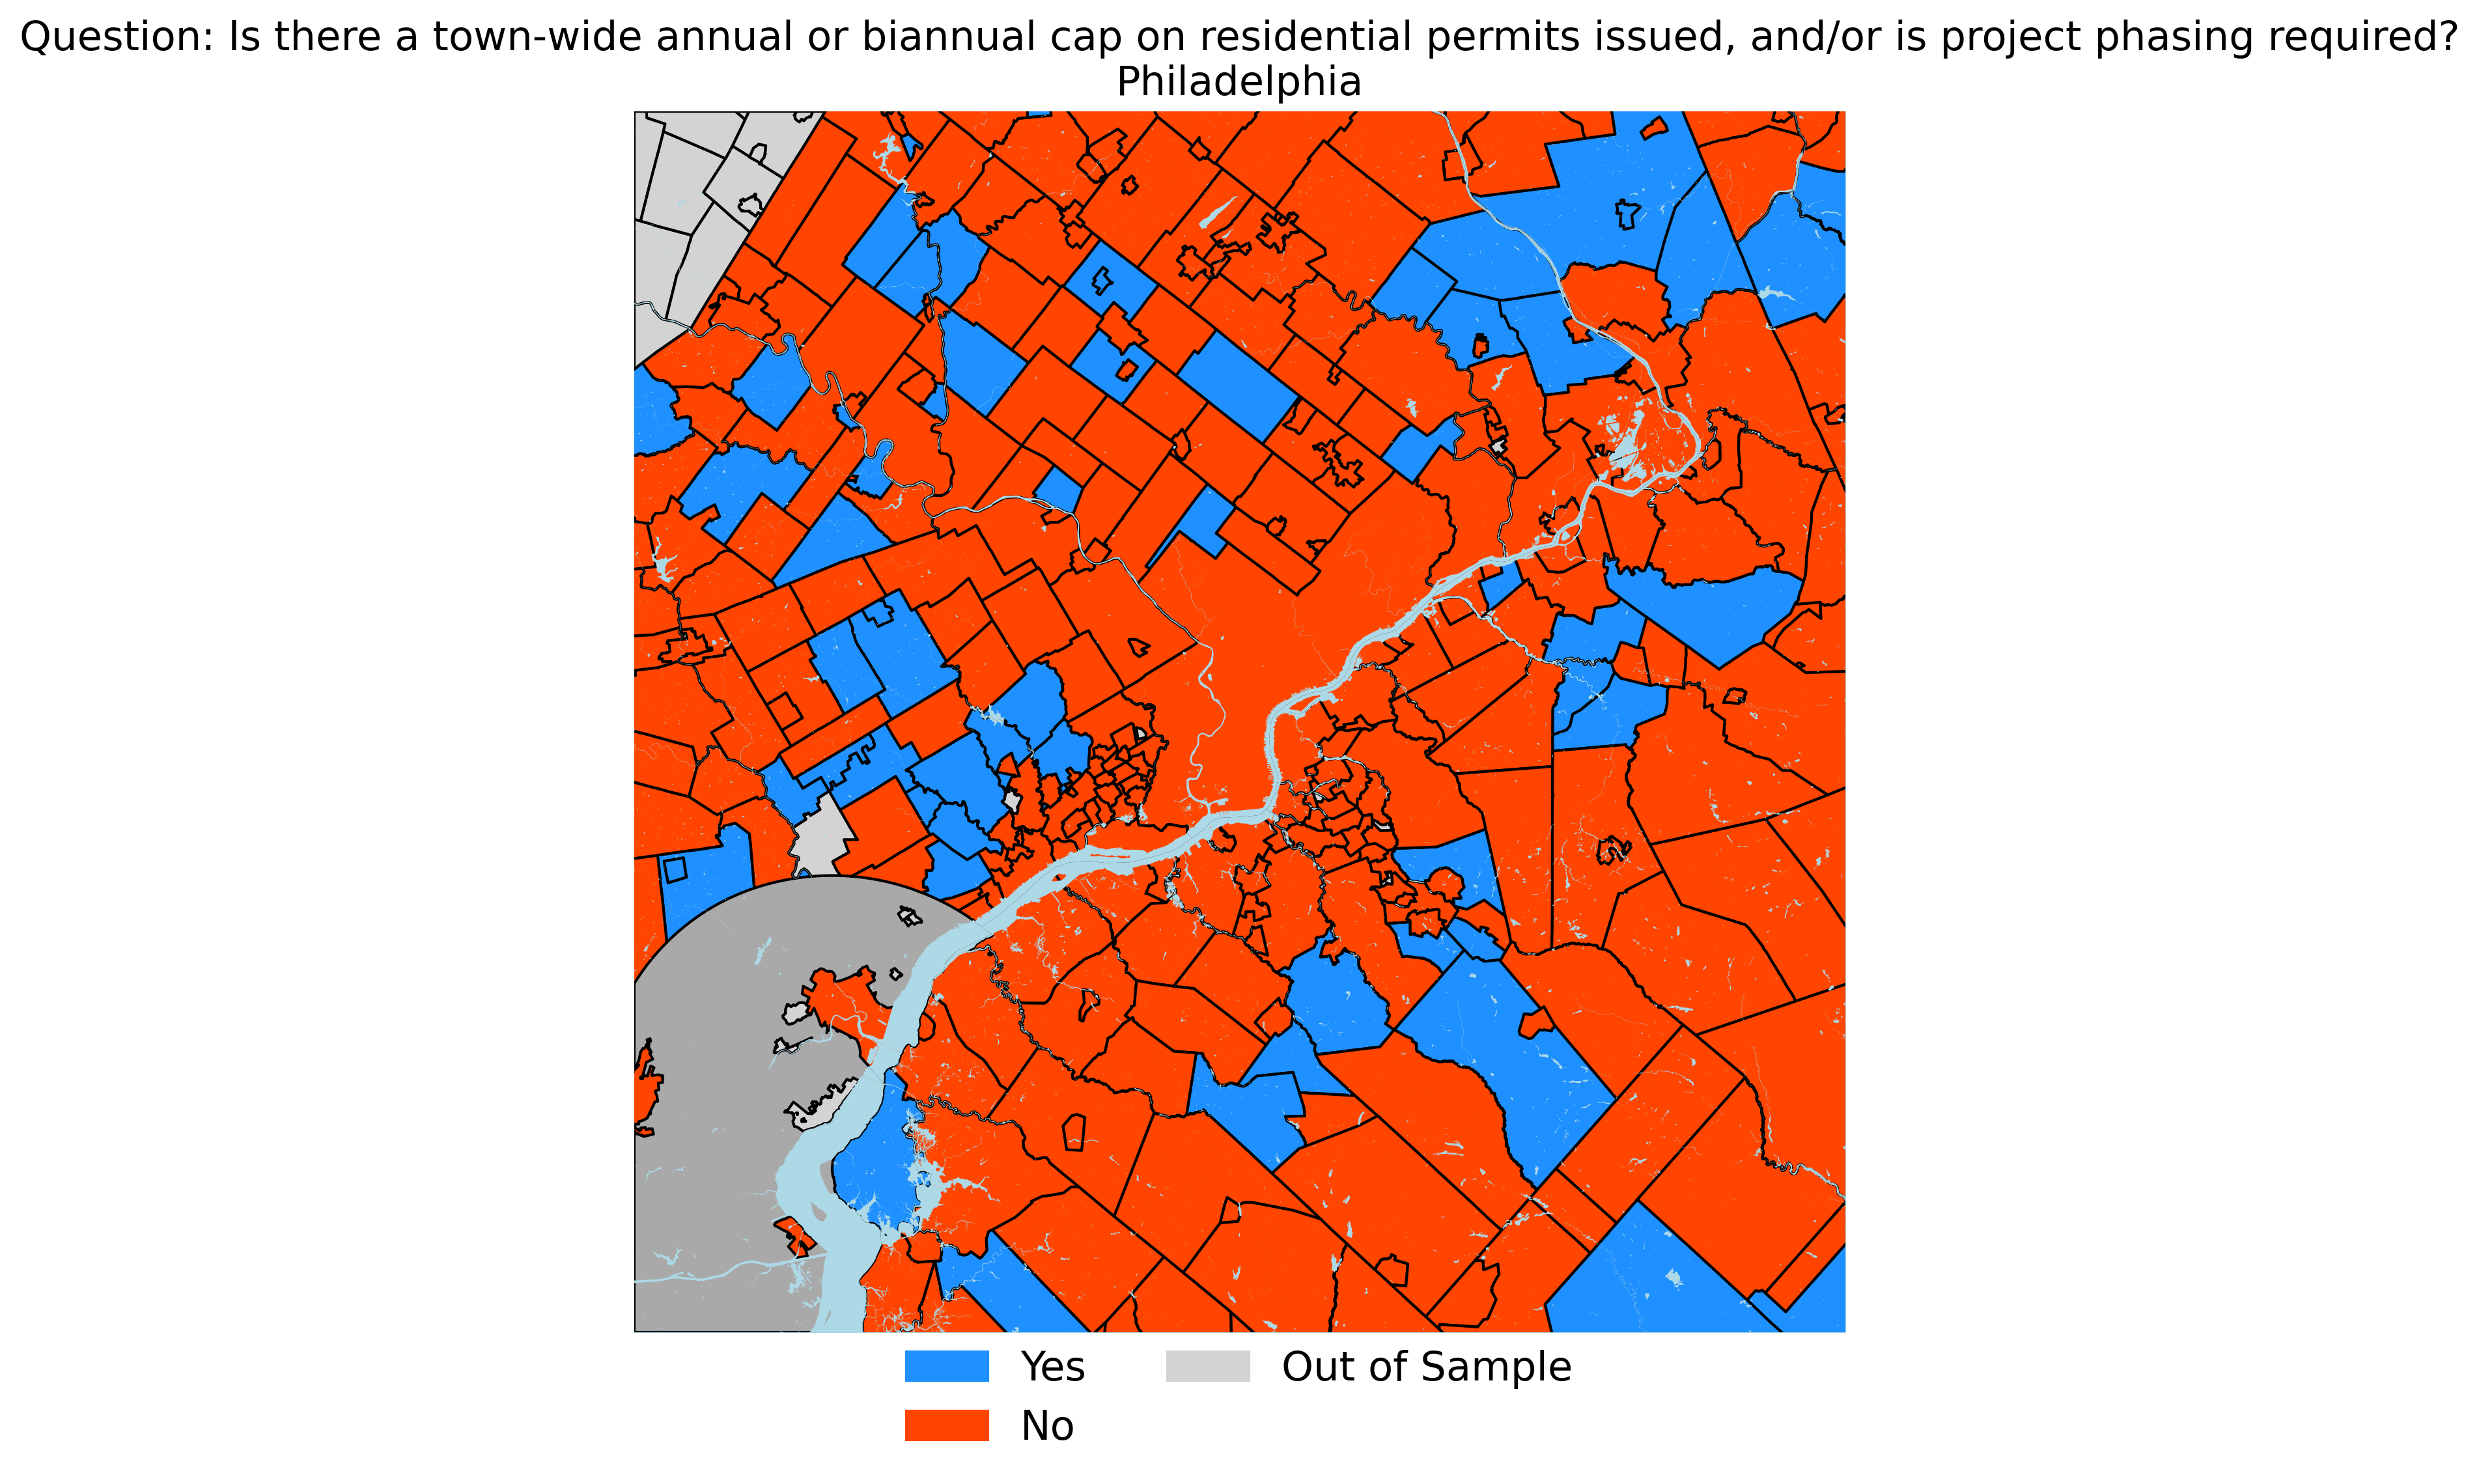 Question: Is there a town-wide annual or biannual cap on residential permits issued, and/or is project phasing required?
Philadelphia
Yes
Out of Sample
No